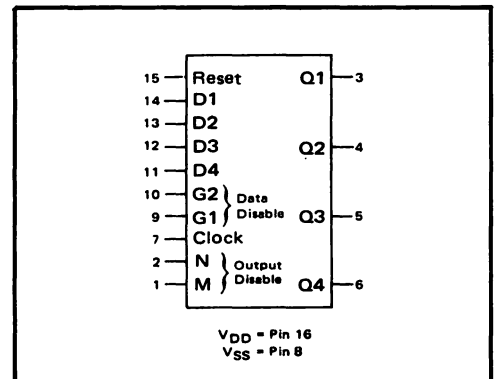 15 Reset Q1 3
14 D1
13 D2
12 D3 Q2 4
11 D4
10 G2 Data
9 G1 Disable Q3 5
7 Clock
2 N Output
1 M Disable Q4 6
VDD = Pin 16
VSS = Pin 8